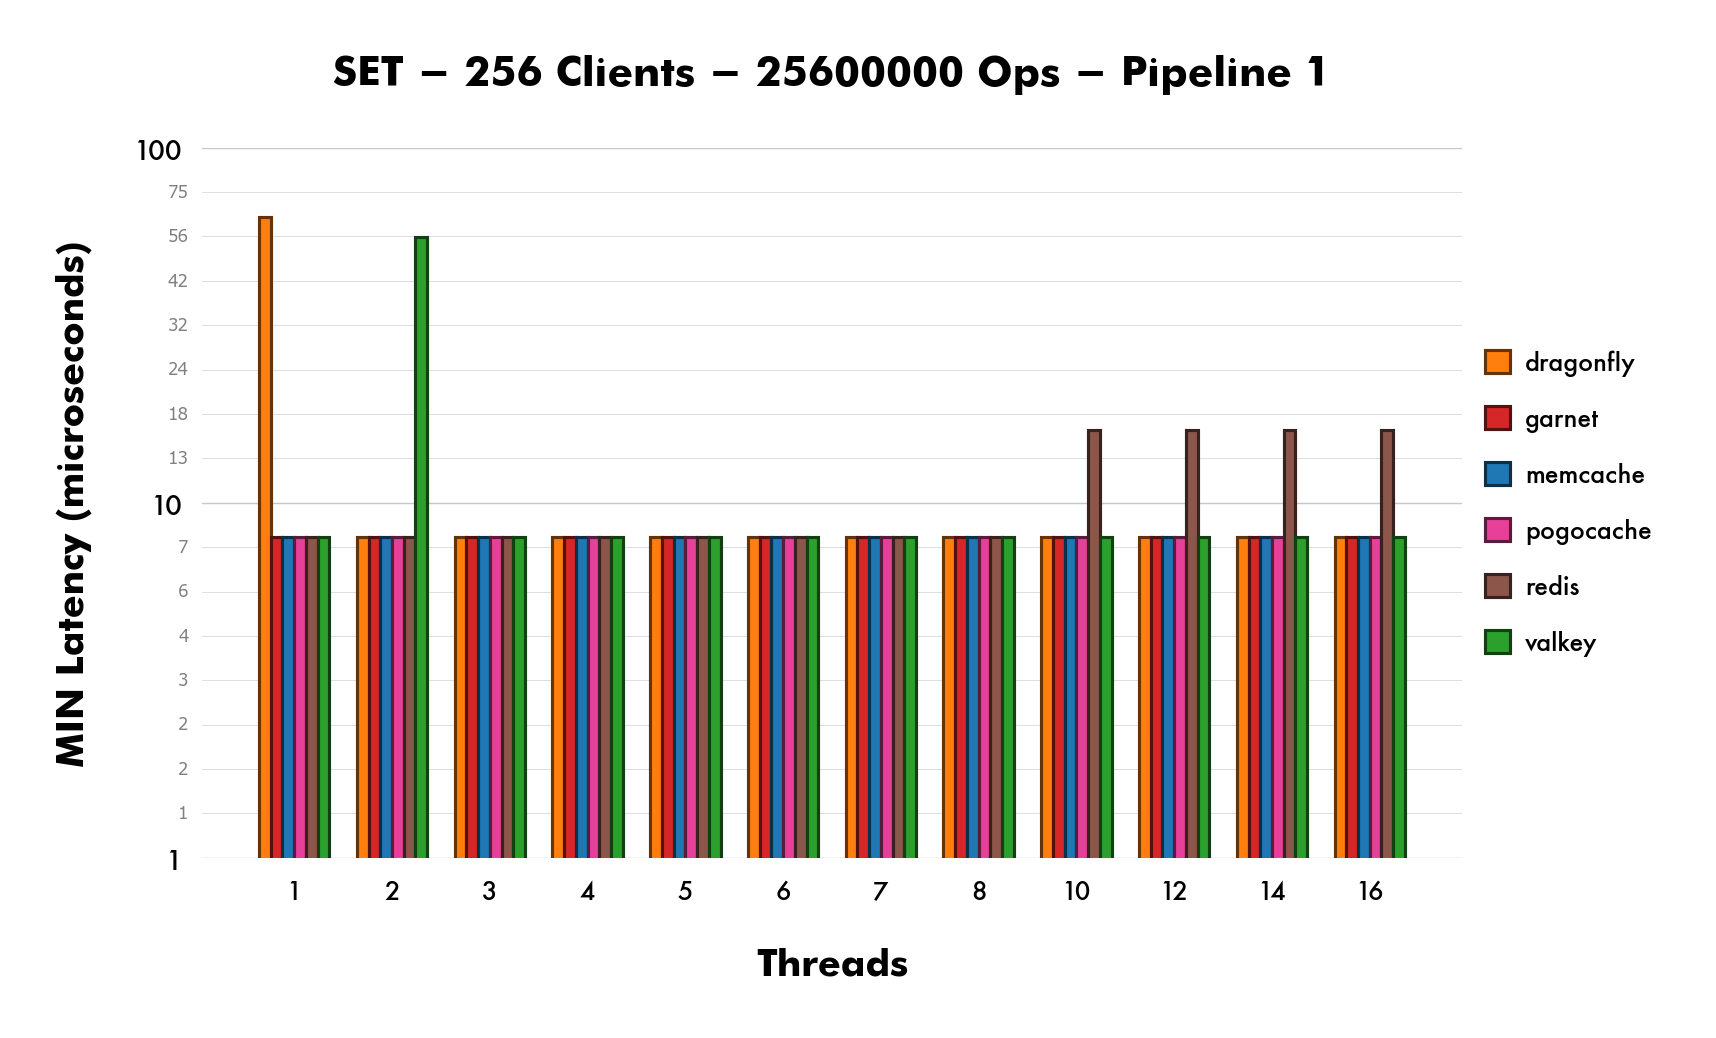 SET – 256 Clients – 25600000 Ops – Pipeline 1
MIN Latency (microseconds)
100
75
56
42
32
24
18
13
10
7
6
4
3
2
2
1
1
1 2 3 4 5 6 7 8 10 12 14 16
Threads
dragonfly
garnet
memcache
pogocache
redis
valkey